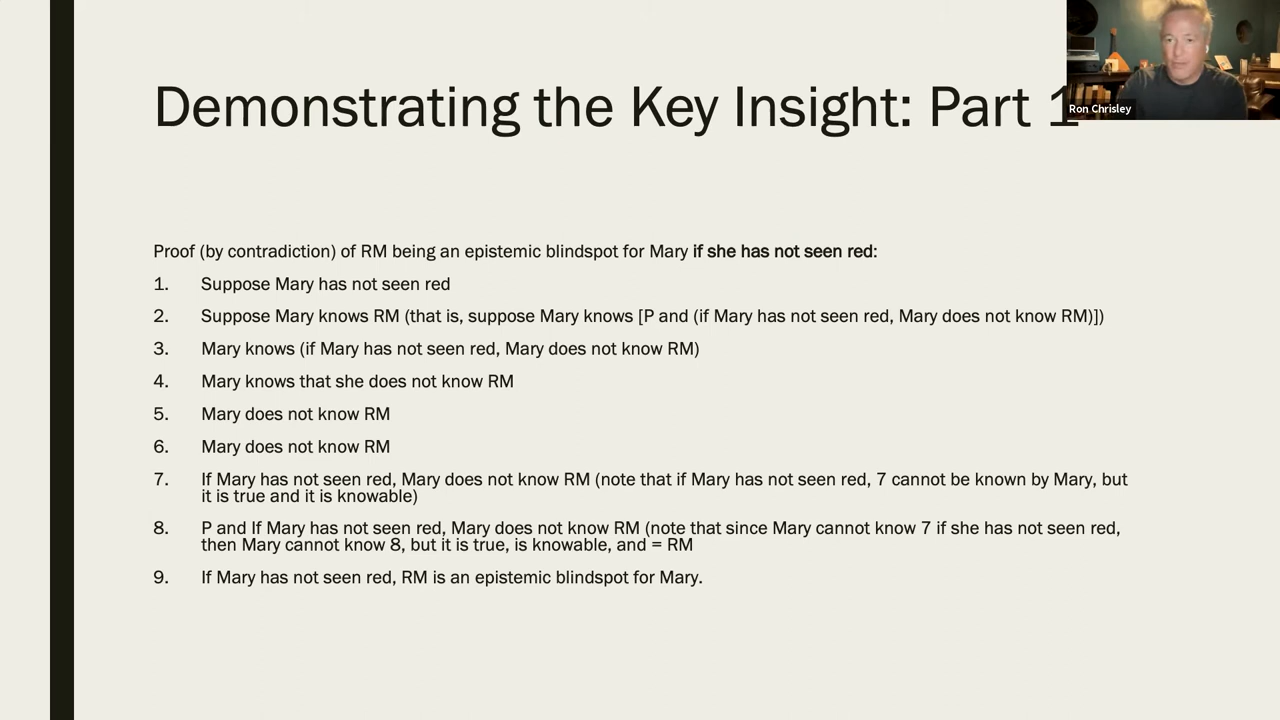 Demonstrating the Key Insight: Part 1
Ron Chrisley
Proof (by contradiction) of RM being an epistemic blindspot for Mary if she has not seen red:
1. Suppose Mary has not seen red
2. Suppose Mary knows RM (that is, suppose Mary knows [P and (if Mary has not seen red, Mary does not know RM)])
3. Mary knows (if Mary has not seen red, Mary does not know RM)
4. Mary knows that she does not know RM
5. Mary does not know RM
6. Mary does not know RM
7. If Mary has not seen red, Mary does not know RM (note that if Mary has not seen red, 7 cannot be known by Mary, but
it is true and it is knowable)
8. P and If Mary has not seen red, Mary does not know RM (note that since Mary cannot know 7 if she has not seen red,
then Mary cannot know 8, but it is true, is knowable, and = RM
9. If Mary has not seen red, RM is an epistemic blindspot for Mary.